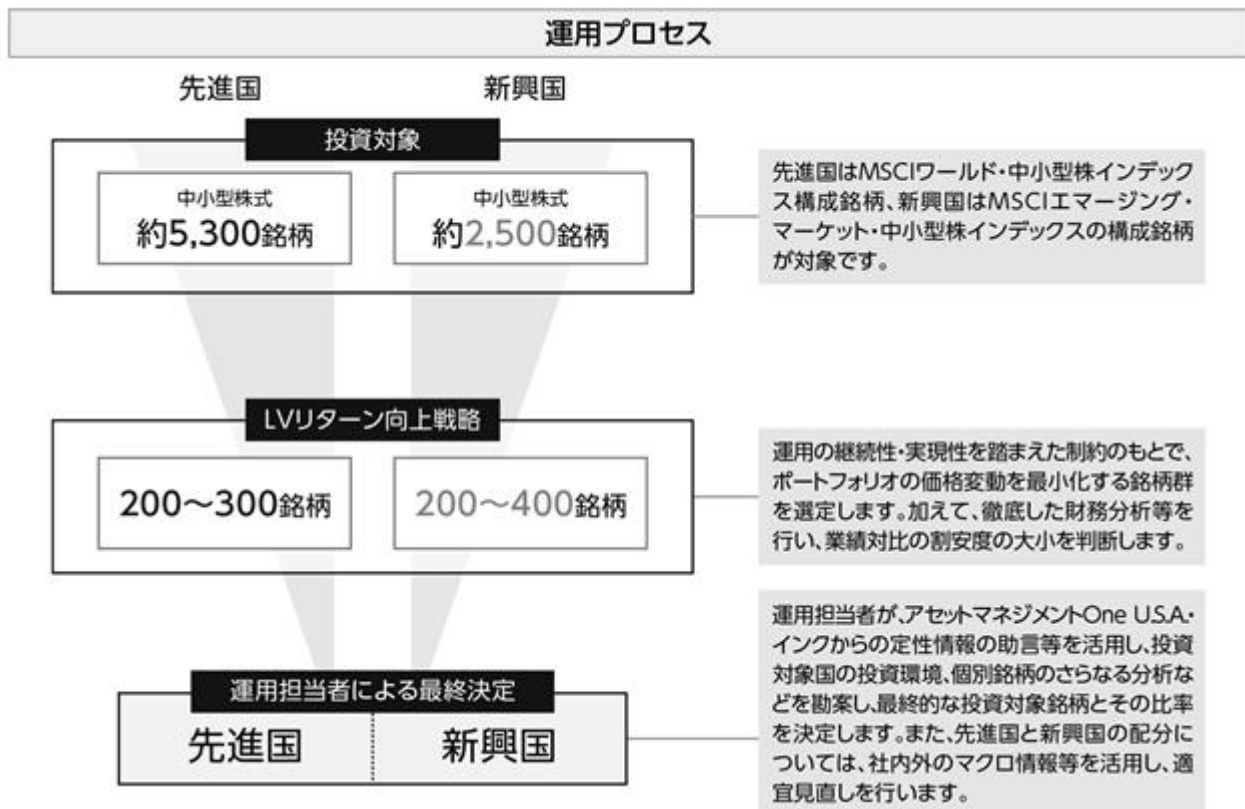 運用プロセス
先進国
新興国
投資対象
中小型株式
約5,300銘柄
中小型株式
約2,500銘柄
先進国はMSCIワールド・中小型株インデック
ス構成銘柄、新興国はMSCIエマージング・
マーケット・中小型株インデックスの構成銘柄
が対象です。
LVリターン向上戦略
200～300銘柄
200～400銘柄
運用の継続性・実現性を踏まえた制約のもとで、
ポートフォリオの価格変動を最小化する銘柄群
を選定します。加えて、徹底した財務分析等を
行い、業績対比の割安度の大小を判断します。
運用担当者による最終決定
先進国
新興国
運用担当者が、アセットマネジメントOne U.S.A.・
インクからの定性情報の助言等を活用し、投資
対象国の投資環境、個別銘柄のさらなる分析な
どを勘案し、最終的な投資対象銘柄とその比率
を決定します。また、先進国と新興国の配分に
ついては、社内外のマクロ情報等を活用し、適
宜見直しを行います。